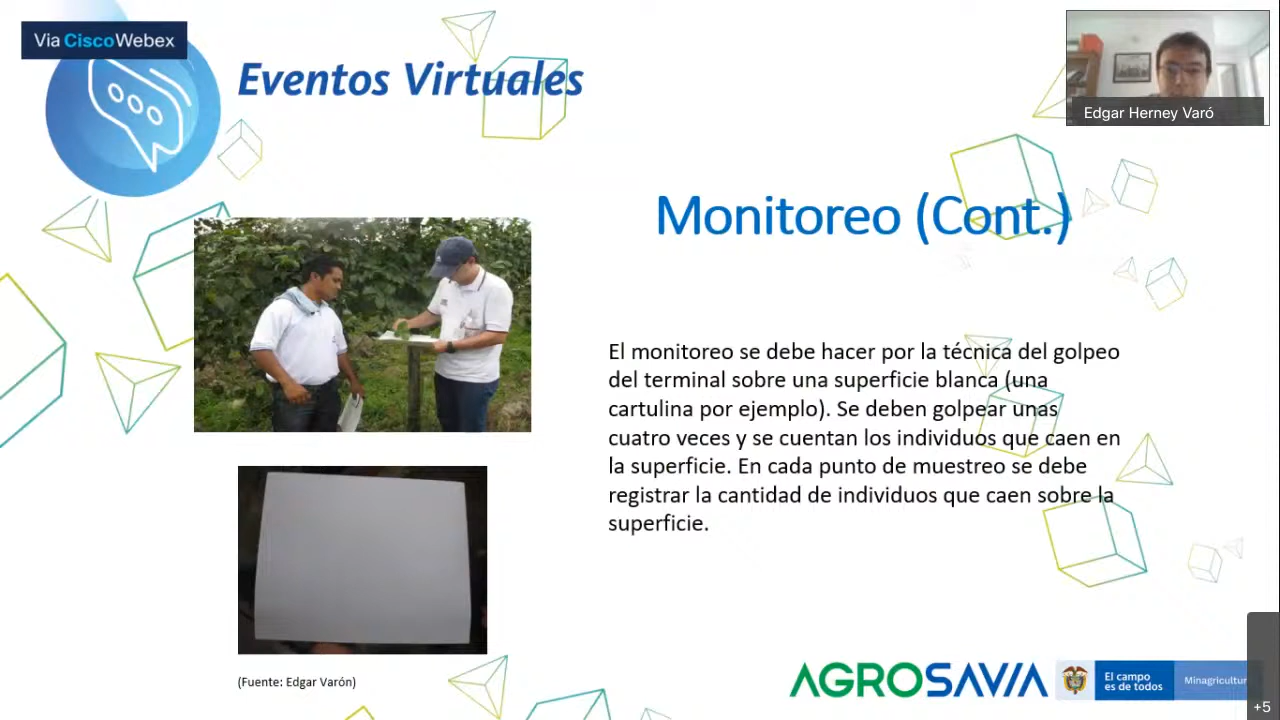 Via Cisco Webex
Eventos Virtuales
Edgar Herney Varó
Monitoreo (Cont.)
El monitoreo se debe hacer por la técnica del golpeo
del terminal sobre una superficie blanca (una
cartulina por ejemplo). Se deben golpear unas
cuatro veces y se cuentan los individuos que caen en
la superficie. En cada punto de muestreo se debe
registrar la cantidad de individuos que caen sobre la
superficie.
(Fuente: Edgar Varón)
AGROSAVIA
El campo
es de todos
Minagricultur
+5